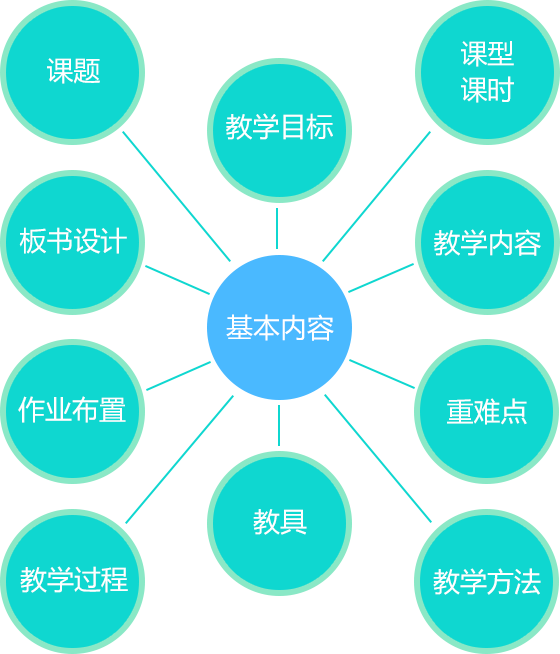 课题
课型
课时
教学目标
板书设计
教学内容
基本内容
作业布置
重难点
教具
教学过程
教学方法